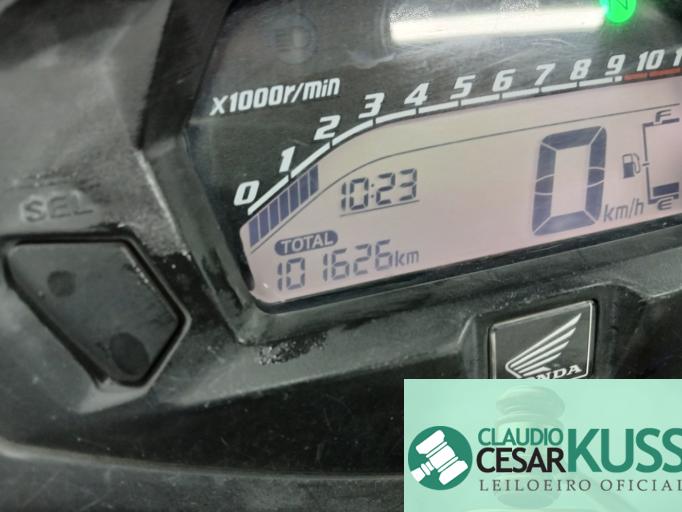 X1000r/min
0 1 2 3 4 5 6 7 8 9 10
F
10:23
0
km/h
E
SEL
TOTAL
101626km
CLAUDIO
CESAR KUSS
LEILOEIRO OFICIAL